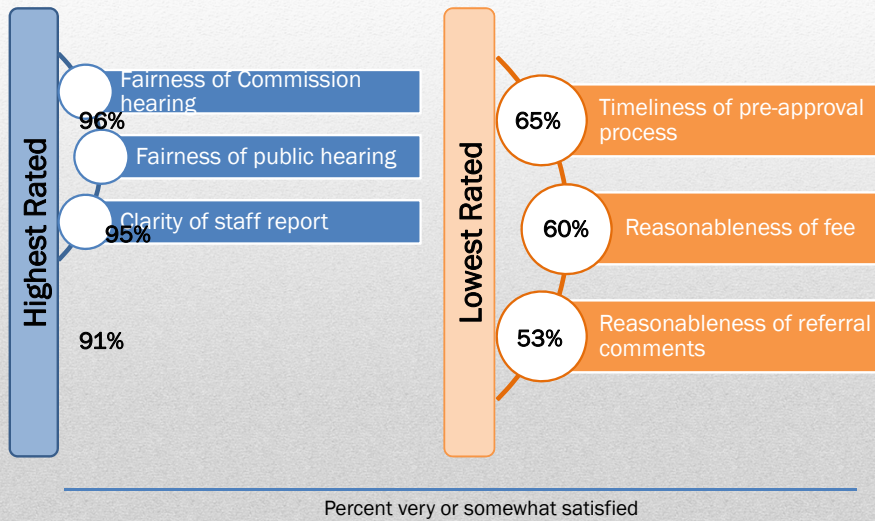 Highest Rated
Fairness of Commission
hearing
96%
Fairness of public hearing
95%
Clarity of staff report
91%
Lowest Rated
65%
Timeliness of pre-approval
process
60%
Reasonableness of fee
53%
Reasonableness of referral
comments
Percent very or somewhat satisfied